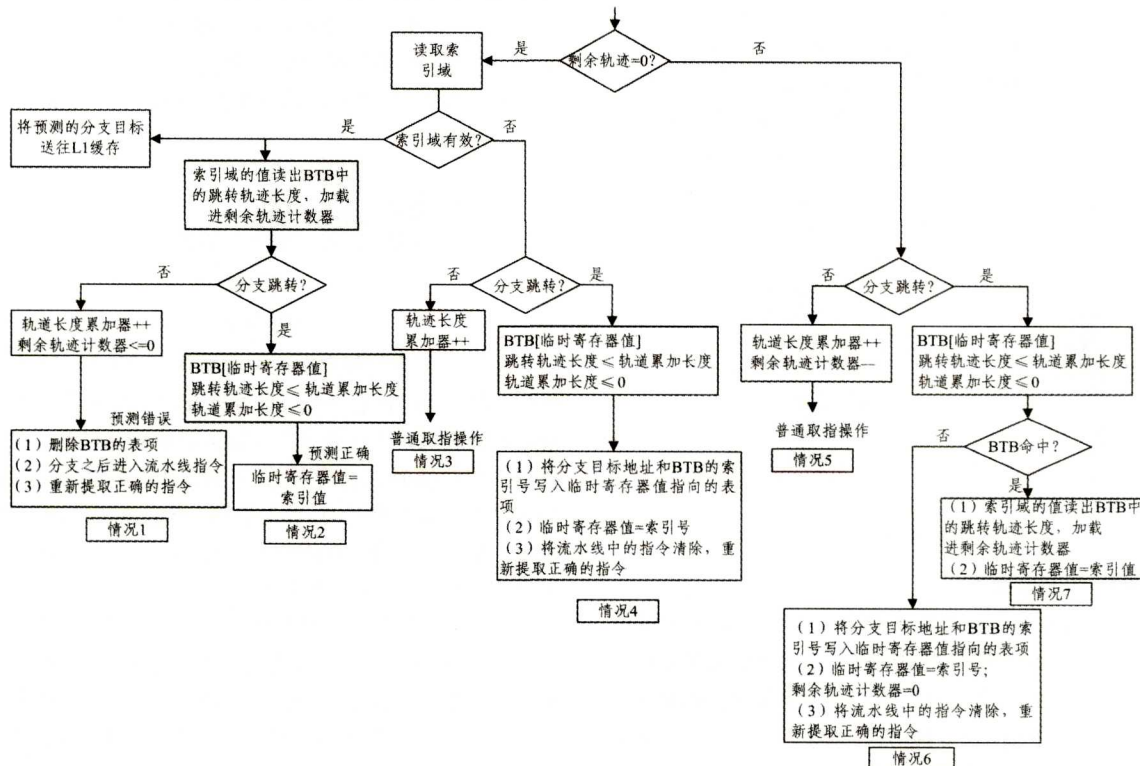 剩余轨迹=0?
是
否
读取索
引域
索引域有效?
是
否
将预测的分支目标
送往L1缓存
索引域的值读出BTB中
的跳转轨迹长度，加载
进剩余轨迹计数器
分支跳转?
否
是
轨道长度累加器++
剩余轨迹计数器<=0
BTB[临时寄存器值]
跳转轨迹长度≤轨道累加长度
轨道累加长度≤0
预测错误
（1）删除BTB的表项
（2）分支之后进入流水线指令
（3）重新提取正确的指令
情况1
预测正确
临时寄存器值=
索引值
情况2
分支跳转?
否
是
轨迹长度
累加器++
普通取指操作
情况3
BTB[临时寄存器值]
跳转轨迹长度≤轨道累加长度
轨道累加长度≤0
（1）将分支目标地址和BTB的索
引号写入临时寄存器值指向的表
项
（2）临时寄存器值=索引号
（3）将流水线中的指令清除，重
新提取正确的指令
情况4
分支跳转?
否
是
轨道长度累加器++
剩余轨迹计数器--
普通取指操作
情况5
BTB[临时寄存器值]
跳转轨迹长度≤轨道累加长度
轨道累加长度≤0
BTB命中?
否
是
（1）索引域的值读出BTB中
的跳转轨迹长度，加载
进剩余轨迹计数器
（2）临时寄存器值=索引值
情况7
（1）将分支目标地址和BTB的索
引号写入临时寄存器值指向的表项
（2）临时寄存器值=索引号;
剩余轨迹计数器=0
（3）将流水线中的指令清除，重
新提取正确的指令
情况6